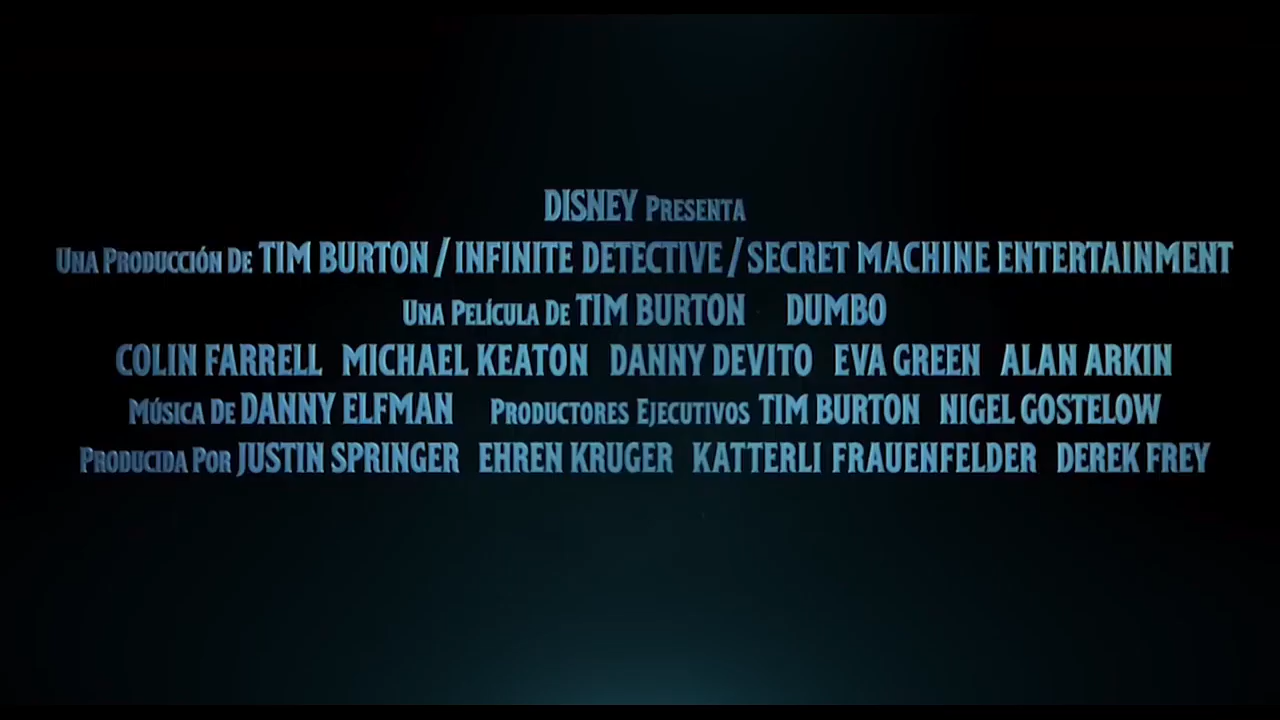 DISNEY PRESENTA
UNA PRODUCCIÓN DE TIM BURTON / INFINITE DETECTIVE / SECRET MACHINE ENTERTAINMENT
UNA PELÍCULA DE TIM BURTON DUMBO
COLIN FARRELL MICHAEL KEATON DANNY DEVITO EVA GREEN ALAN ARKIN
MÚSICA DE DANNY ELFMAN PRODUCTORES EJECUTIVOS TIM BURTON NIGEL GOSTELOW
PRODUCIDA POR JUSTIN SPRINGER EHREN KRUGER KATTERLI FRAUENFELDER DEREK FREY